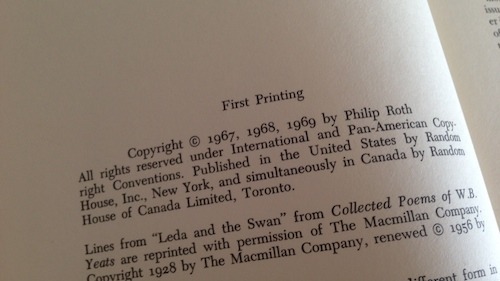 First Printing
Copyright © 1967, 1968, 1969 by Philip Roth
All rights reserved under International and Pan-American Copy-
right Conventions. Published in the United States by Random
House, Inc., New York, and simultaneously in Canada by Random
House of Canada Limited, Toronto.
Lines from "Leda and the Swan" from Collected Poems of W.B.
Yeats are reprinted with permission of The Macmillan Company.
Copyright 1928 by The Macmillan Company, renewed © 1956 by
different form in